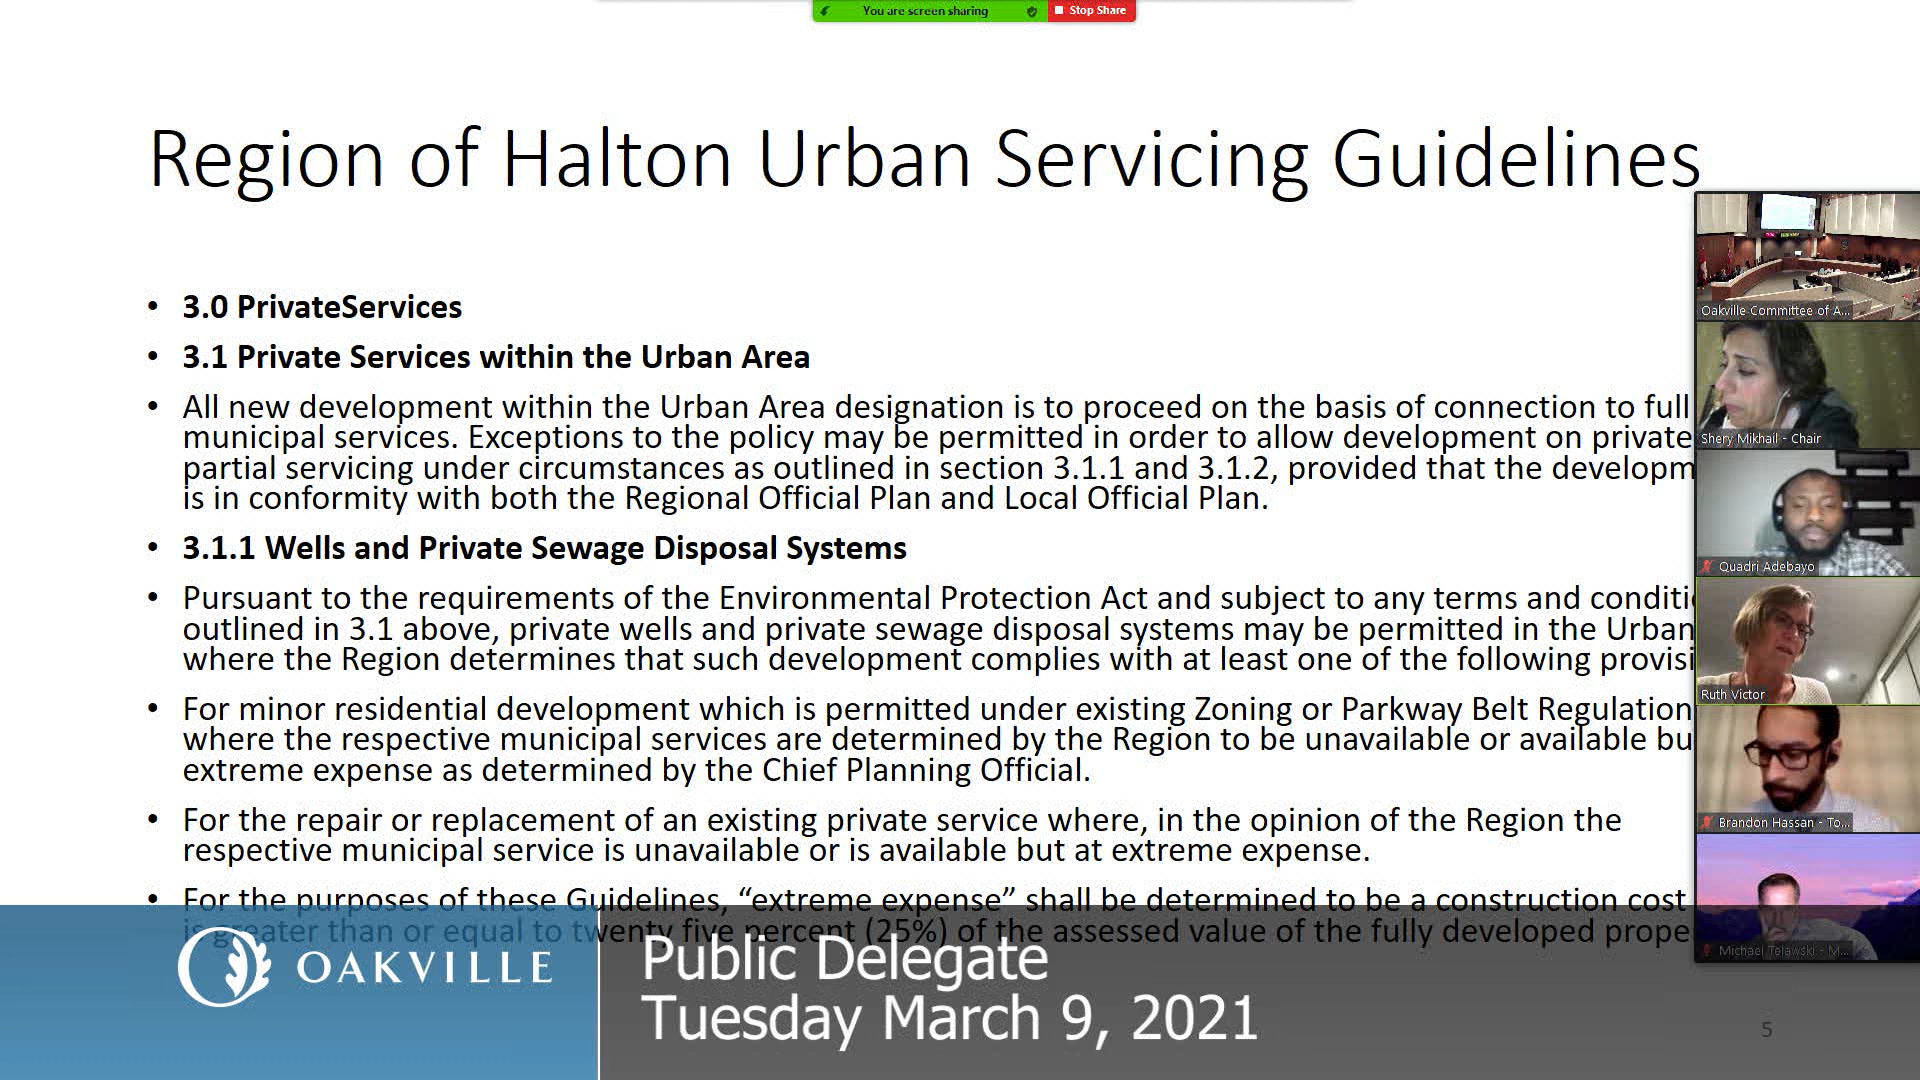 You are screen sharing
Stop Share
Region of Halton Urban Servicing Guidelines
• 3.0 PrivateServices
• 3.1 Private Services within the Urban Area
• All new development within the Urban Area designation is to proceed on the basis of connection to full
municipal services. Exceptions to the policy may be permitted in order to allow development on private
partial servicing under circumstances as outlined in section 3.1.1 and 3.1.2, provided that the developm
is in conformity with both the Regional Official Plan and Local Official Plan.
• 3.1.1 Wells and Private Sewage Disposal Systems
• Pursuant to the requirements of the Environmental Protection Act and subject to any terms and conditi
outlined in 3.1 above, private wells and private sewage disposal systems may be permitted in the Urban
where the Region determines that such development complies with at least one of the following provisi
• For minor residential development which is permitted under existing Zoning or Parkway Belt Regulation
where the respective municipal services are determined by the Region to be unavailable or available bu
extreme expense as determined by the Chief Planning Official.
• For the repair or replacement of an existing private service where, in the opinion of the Region the
respective municipal service is unavailable or is available but at extreme expense.
• For the purposes of these Guidelines, “extreme expense” shall be determined to be a construction cost
is greater than or equal to twenty five percent (25%) of the assessed value of the fully developed prope
Oakville Committee of A...
Shery Mikhail - Chair
Quadri Adebayo
Ruth Victor
Brandon Hassan - To...
Michael Telawski - M...
OAKVILLE
Public Delegate
Tuesday March 9, 2021
5